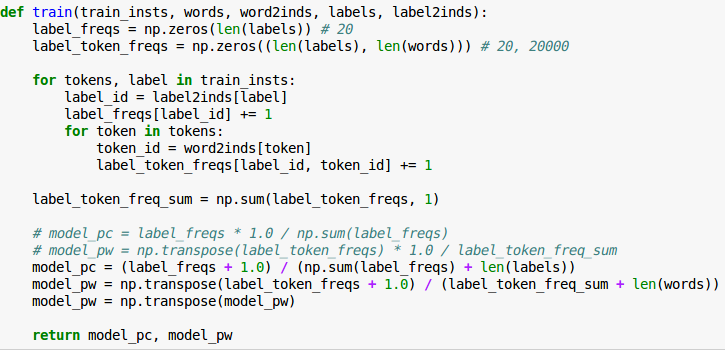 def train(train_insts, words, word2inds, labels, label2inds):
    label_freqs = np.zeros(len(labels)) # 20
    label_token_freqs = np.zeros((len(labels), len(words))) # 20, 20000

    for tokens, label in train_insts:
        label_id = label2inds[label]
        label_freqs[label_id] += 1
        for token in tokens:
            token_id = word2inds[token]
            label_token_freqs[label_id, token_id] += 1

    label_token_freq_sum = np.sum(label_token_freqs, 1)

    # model_pc = label_freqs * 1.0 / np.sum(label_freqs)
    # model_pw = np.transpose(label_token_freqs) * 1.0 / label_token_freq_sum
    model_pc = (label_freqs + 1.0) / (np.sum(label_freqs) + len(labels))
    model_pw = np.transpose(label_token_freqs + 1.0) / (label_token_freq_sum + len(words))
    model_pw = np.transpose(model_pw)

    return model_pc, model_pw